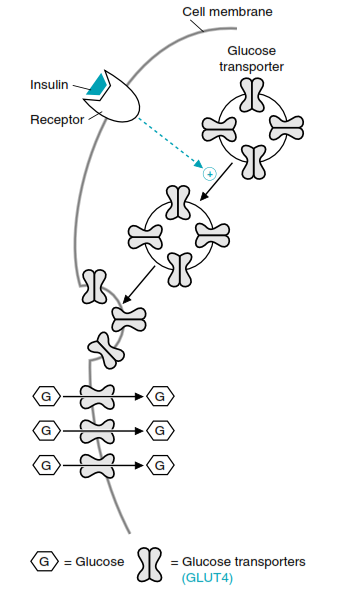 Cell membrane
Glucose
transporter
Insulin
Receptor
+
G G
G G
G G
G = Glucose = Glucose transporters
(GLUT4)